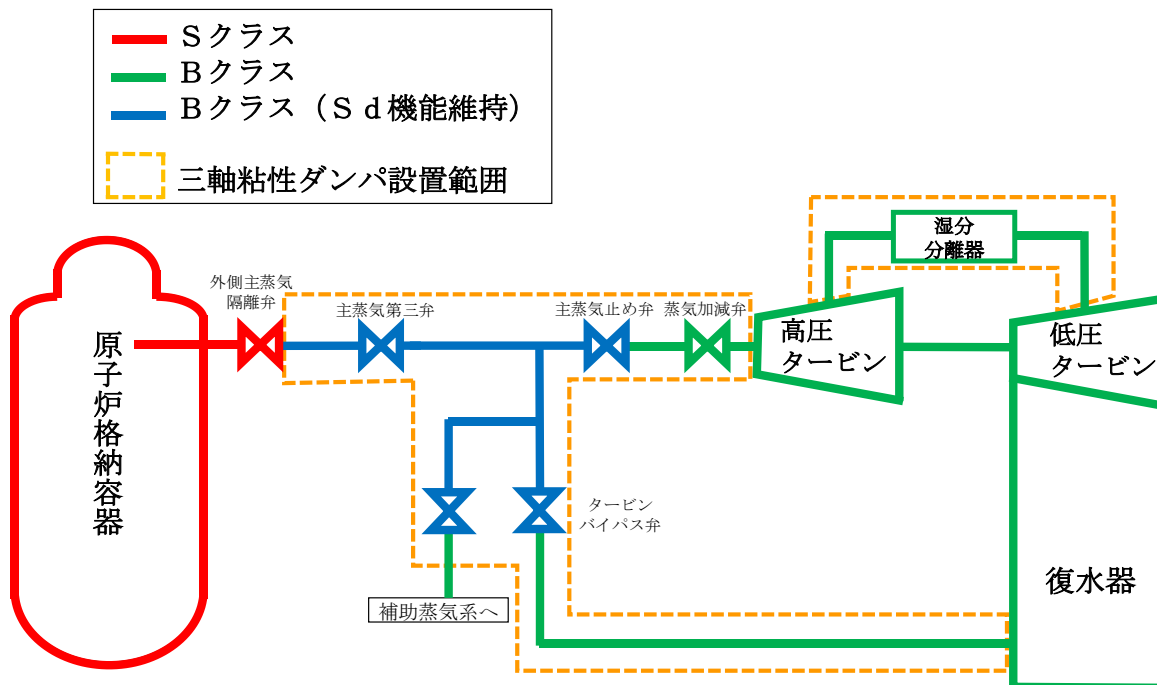 Ｓクラス
Ｂクラス
Ｂクラス（Ｓｄ機能維持）
三軸粘性ダンパ設置範囲
湿分
分離器
外側主蒸気
隔離弁
主蒸気第三弁
主蒸気止め弁
蒸気加減弁
高圧
タービン
低圧
タービン
原子炉格納容器
タービン
バイパス弁
補助蒸気系へ
復水器